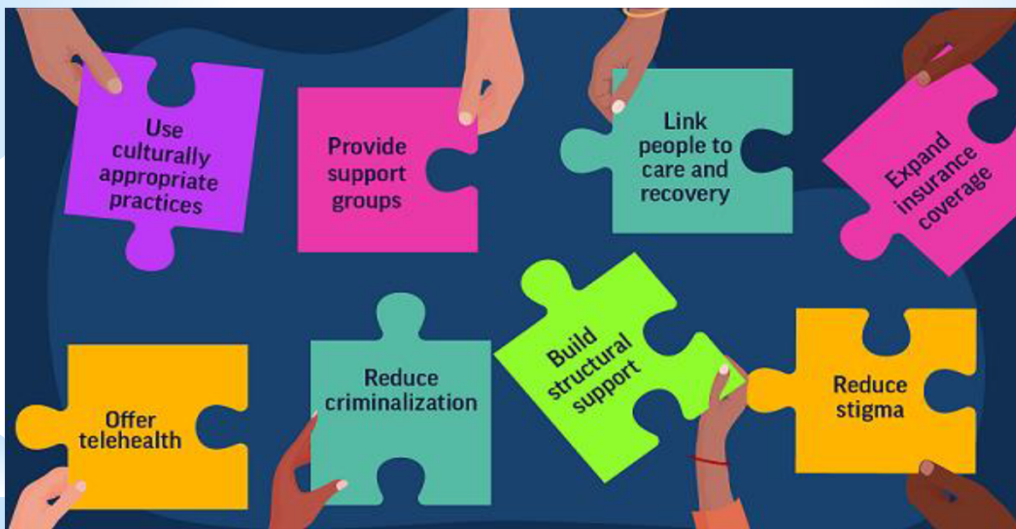 Use
culturally
appropriate
practices
Provide
support
groups
Link
people to
care and
recovery
Expand
insurance
coverage
Offer
telehealth
Reduce
criminalization
Build
structural
support
Reduce
stigma